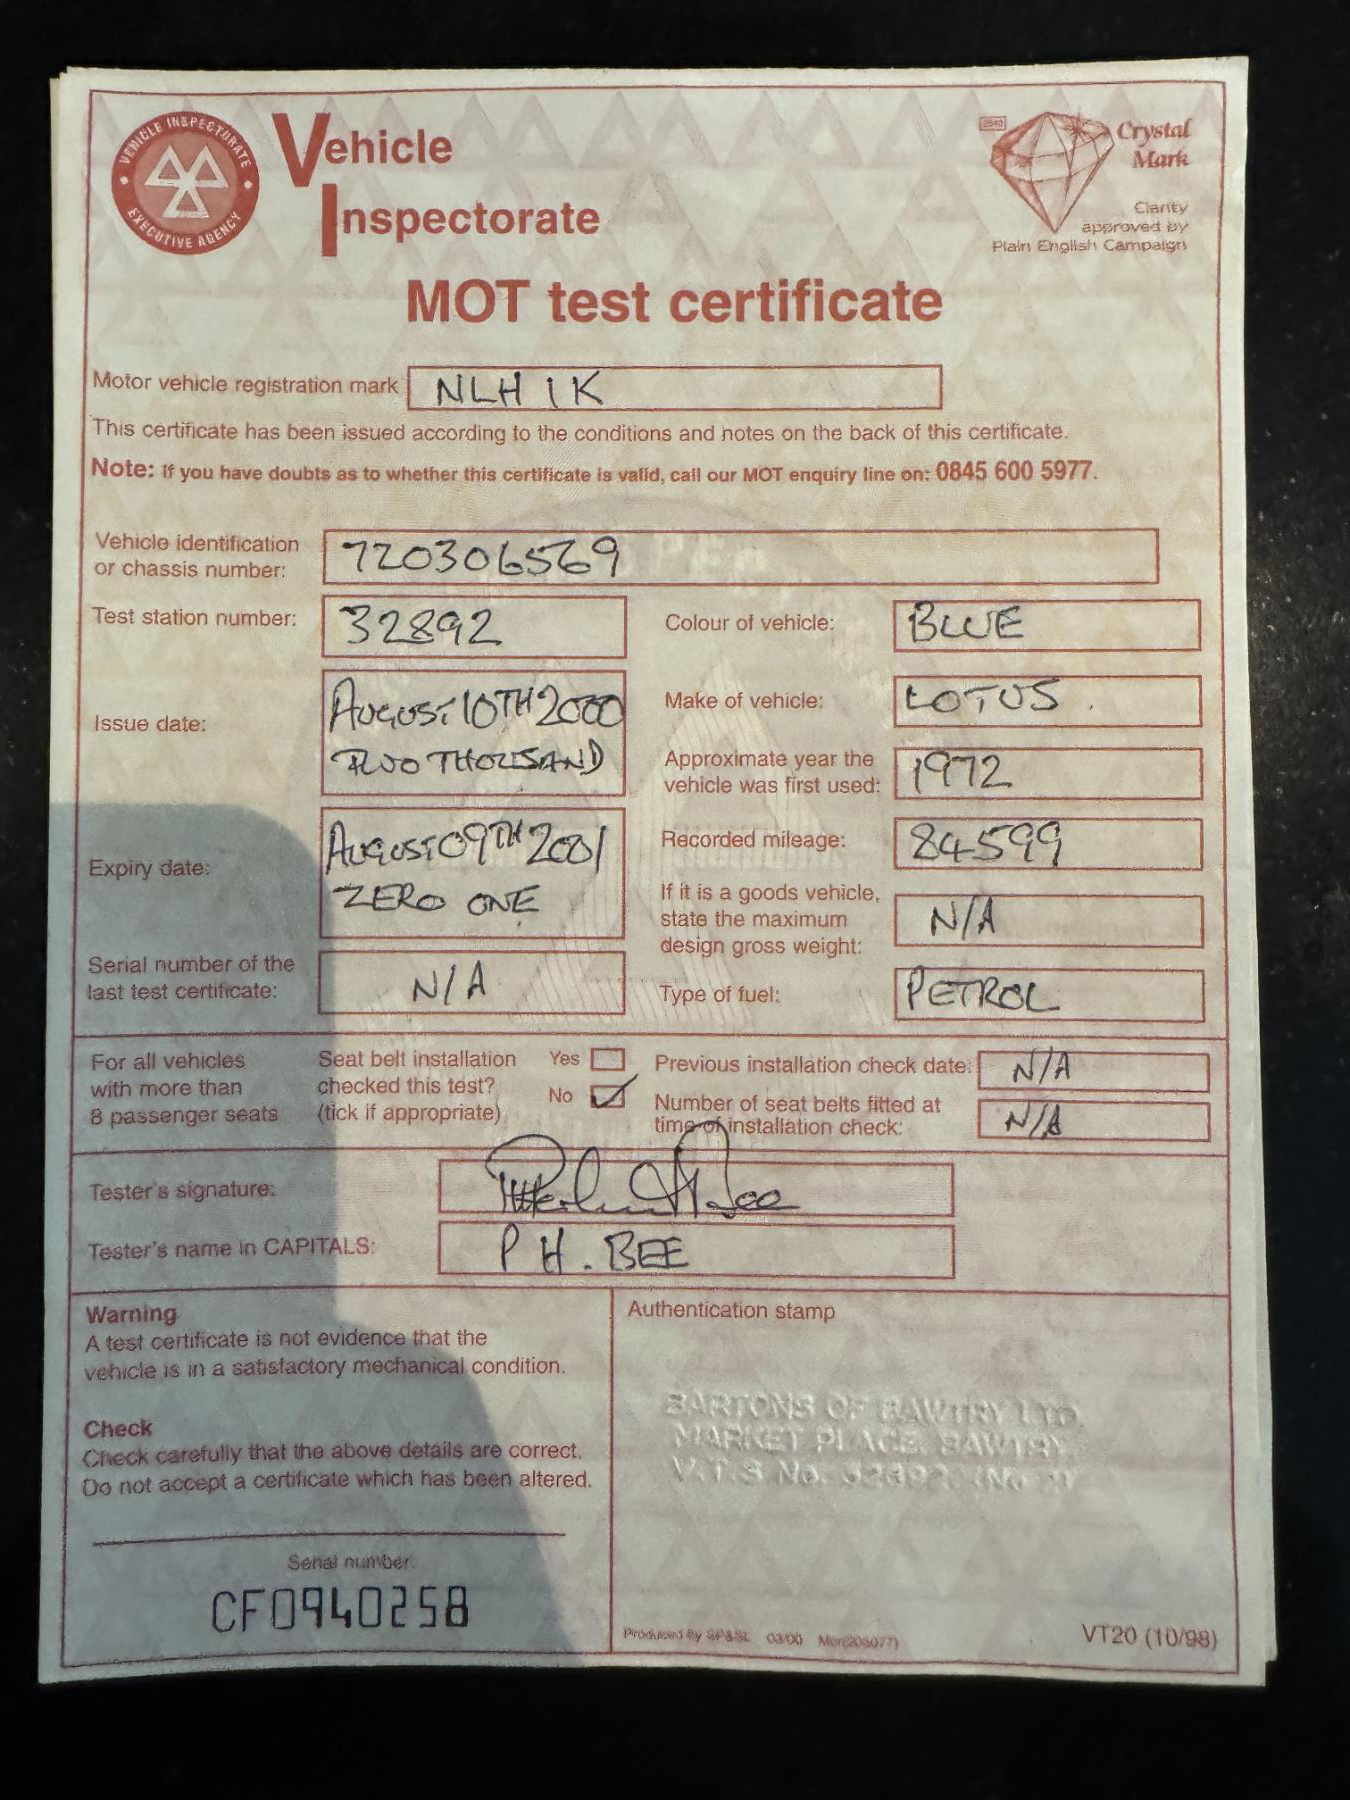 VEHICLE INSPECTORATE
EXECUTIVE AGENCY
Vehicle
Inspectorate
Crystal
Mark
Clarity
approved by
Plain English Campaign
MOT test certificate
Motor vehicle registration mark NLH 1K
This certificate has been issued according to the conditions and notes on the back of this certificate.
Note: If you have doubts as to whether this certificate is valid, call our MOT enquiry line on: 0845 600 5977.
Vehicle identification
or chassis number: 720306569
Test station number: 32892
Colour of vehicle: BLUE
Issue date: AUGUST 10TH 2000
TWO THOUSAND
Make of vehicle: LOTUS
Approximate year the
vehicle was first used: 1972
Expiry date: AUGUST 09TH 2001
ZERO ONE
Recorded mileage: 84599
If it is a goods vehicle,
state the maximum
design gross weight: N/A
Serial number of the
last test certificate: N/A
Type of fuel: PETROL
For all vehicles
with more than
8 passenger seats
Seat belt installation
checked this test?
(tick if appropriate)
Yes
No
Previous installation check date: N/A
Number of seat belts fitted at
time of installation check: N/A
Tester's signature:
Tester's name in CAPITALS: P H. BEE
Warning
A test certificate is not evidence that the
vehicle is in a satisfactory mechanical condition.
Check
Check carefully that the above details are correct.
Do not accept a certificate which has been altered.
Serial number:
CF0940258
Authentication stamp
BARTONS OF BAWTRY LTD.
MARKET PLACE, BAWTRY
V.T.S No. 32892
Produced By SP&SL 03/00
VT20 (10/98)